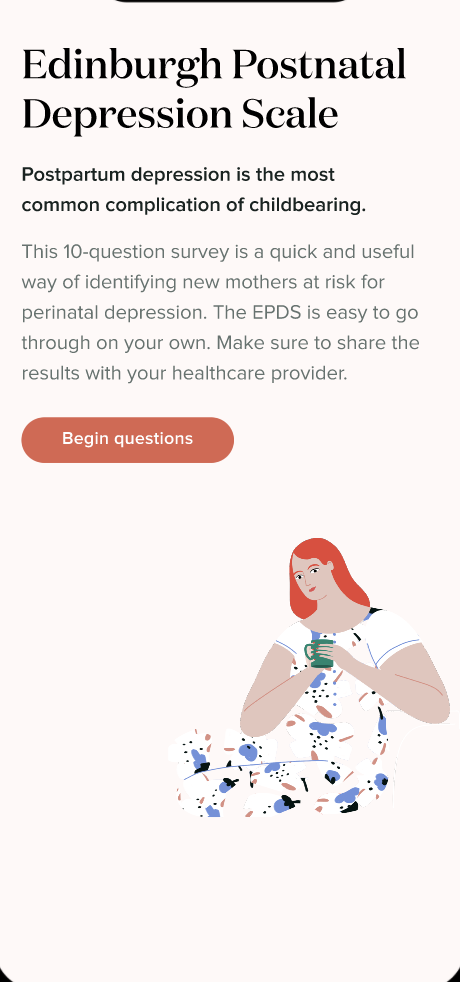 Edinburgh Postnatal
Depression Scale
Postpartum depression is the most
common complication of childbearing.
This 10-question survey is a quick and useful
way of identifying new mothers at risk for
perinatal depression. The EPDS is easy to go
through on your own. Make sure to share the
results with your healthcare provider.
Begin questions